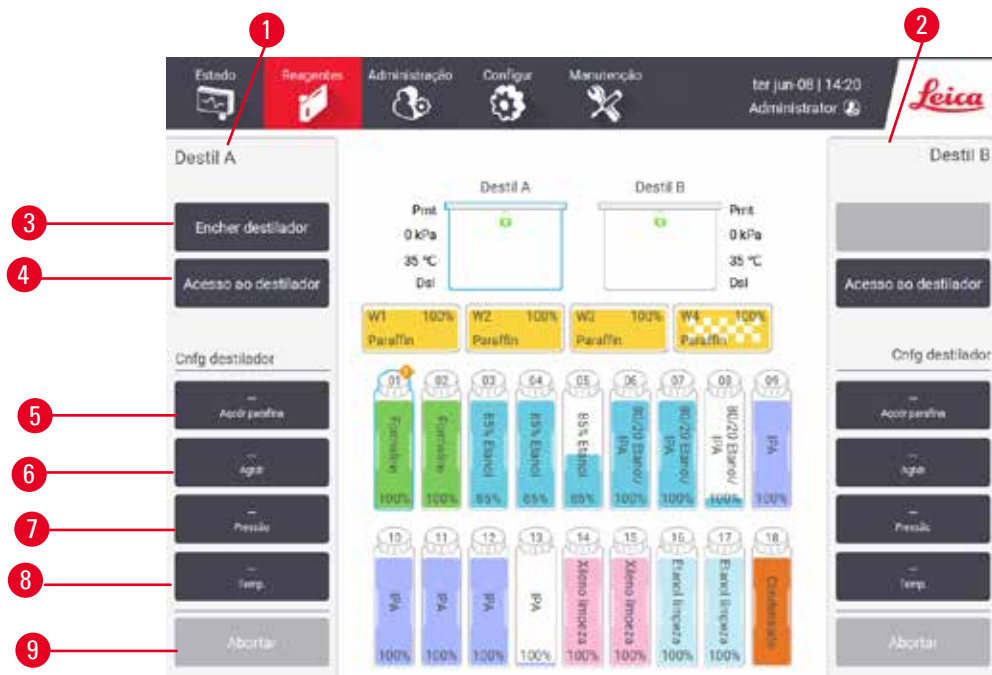 1
2
Estado
Reagentes
Administração
Configur
Manutenção
ter jun-08 | 14:20
Administrator
Leica
Destil A
Destil B
3
Encher destilador
4
Acesso ao destilador
Acesso ao destilador
Cnfg destilador
Cnfg destilador
5
--
Aqcdr parafina
--
Aqcdr parafina
6
--
Agtdr
--
Agtdr
7
--
Pressão
--
Pressão
8
--
Temp.
--
Temp.
9
Abortar
Abortar
Destil A
Destil B
Prnt
0 kPa
35 °C
Dsl
Prnt
0 kPa
35 °C
Dsl
W1 100%
Paraffin
W2 100%
Paraffin
W3 100%
Paraffin
W4 100%
Paraffin
01
02
03
04
05
06
07
08
09
Formaline
Formaline
85% Etanol
85% Etanol
85% Etanol
80/20 Etanol/
IPA
80/20 Etanol/
IPA
80/20 Etanol/
IPA
IPA
100%
100%
85%
85%
85%
100%
100%
100%
100%
10
11
12
13
14
15
16
17
18
IPA
IPA
IPA
IPA
Xileno limpeza
Xileno limpeza
Etanol limpeza
Etanol limpeza
Condensado
100%
100%
100%
100%
100%
100%
100%
100%